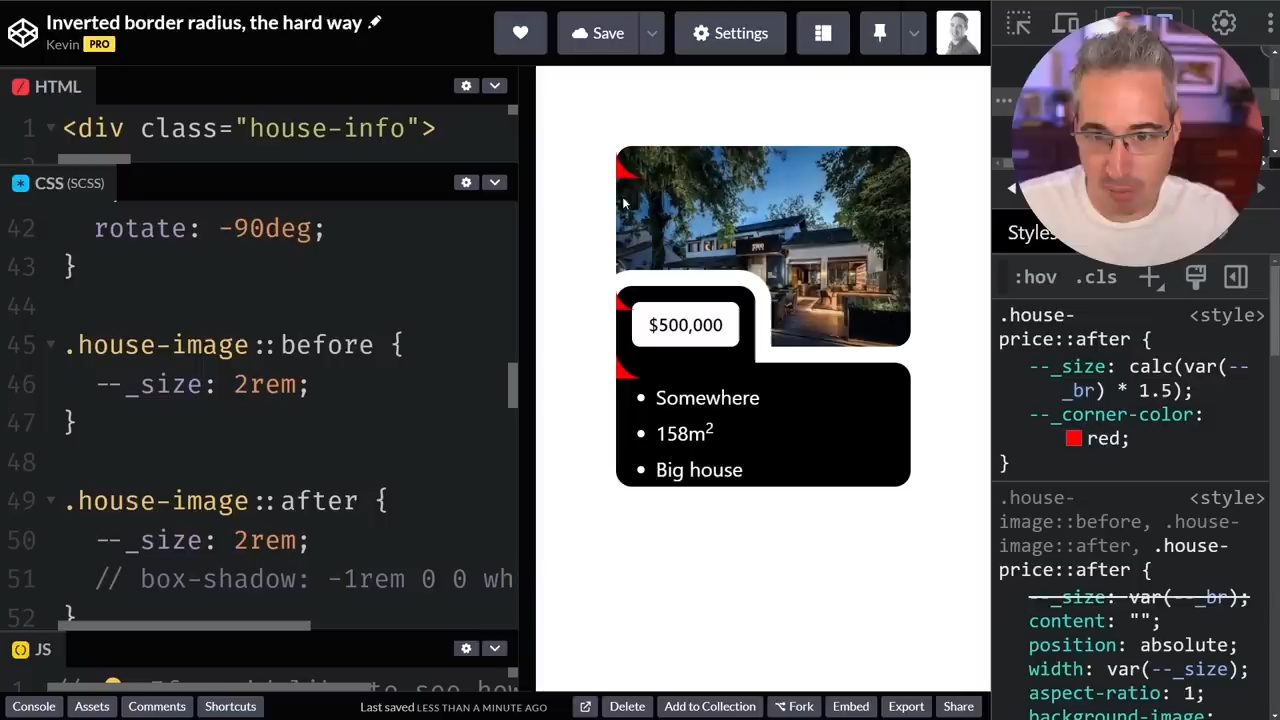 Inverted border radius, the hard way
Kevin PRO
Save
Settings
HTML
1 <div class="house-info">
CSS (SCSS)
42 rotate: -90deg;
43 }
44
45 .house-image::before {
46 --_size: 2rem;
47 }
48
49 .house-image::after {
50 --_size: 2rem;
51 // box-shadow: -1rem 0 0 wh
52 }
JS
$500,000
Somewhere
158m²
Big house
Styles
:hov .cls
.house- <style>
price::after {
--_size: calc(var(--
_br) * 1.5);
--_corner-color:
red;
}
.house- <style>
image::before, .house-
image::after, .house-
price::after {
--_size: var(--_br);
content: "";
position: absolute;
width: var(--_size);
aspect-ratio: 1;
background-image:
Console
Assets
Comments
Shortcuts
Last saved LESS THAN A MINUTE AGO
Delete
Add to Collection
Fork
Embed
Export
Share